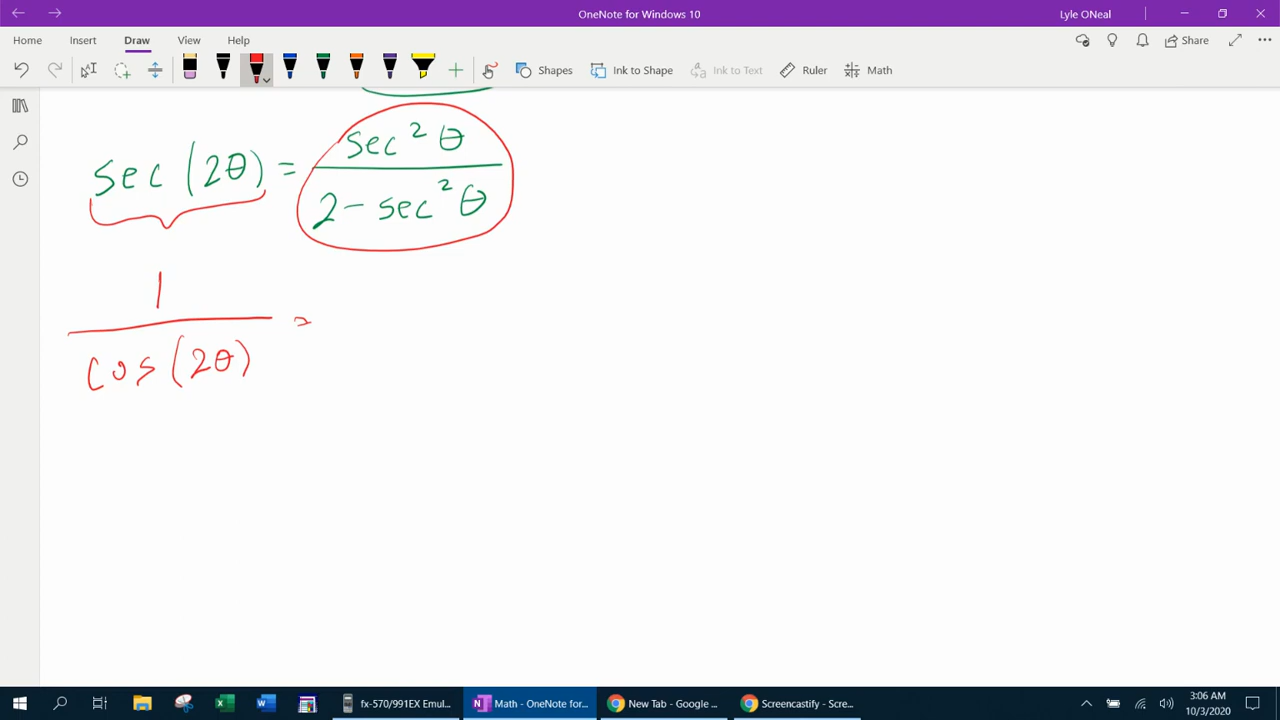 OneNote for Windows 10
Lyle ONeal
Home Insert Draw View Help
Share
Shapes Ink to Shape Ink to Text Ruler Math
sec (2θ) = sec²θ / 2 - sec²θ
1 / cos (2θ) =
fx-570/991EX Emul...
Math - OneNote for...
New Tab - Google ...
Screencastify - Scre...
3:06 AM
10/3/2020